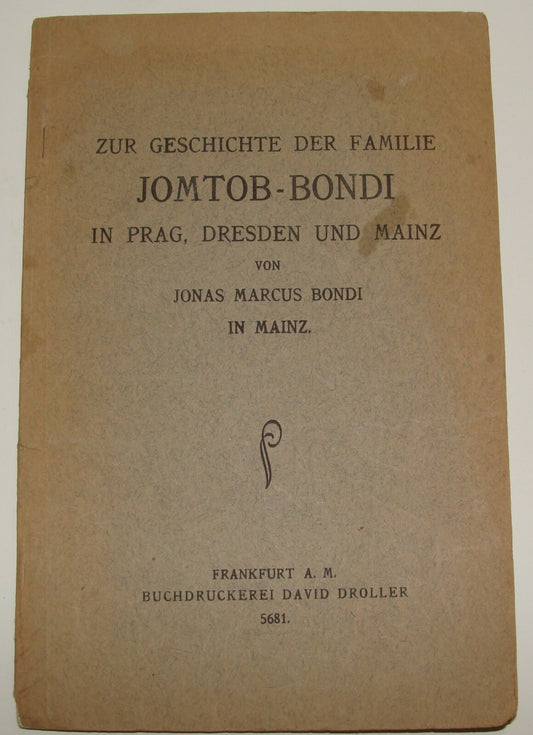 ZUR GESCHICHTE DER FAMILIE
JOMTOB-BONDI
IN PRAG, DRESDEN UND MAINZ
VON
JONAS MARCUS BONDI
IN MAINZ.
FRANKFURT A. M.
BUCHDRUCKEREI DAVID DROLLER
5681.